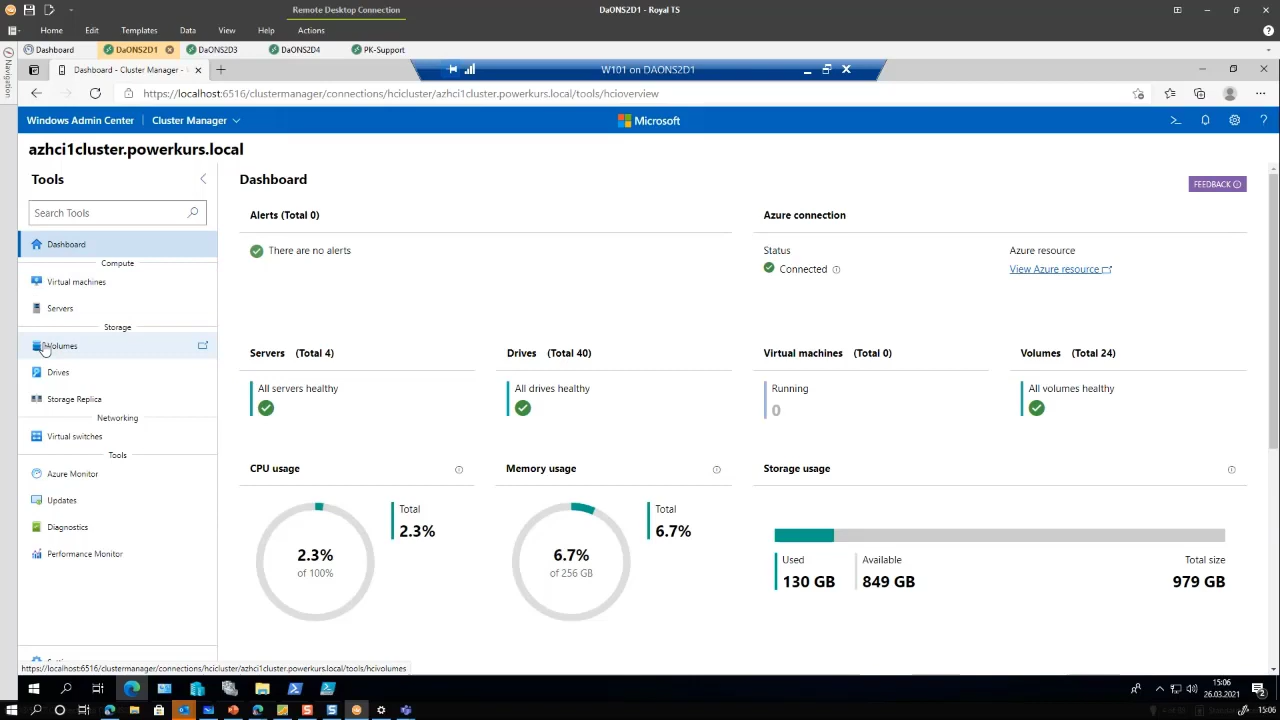 Remote Desktop Connection
DaONS2D1 - Royal TS
Home Edit Templates Data View Help Actions
Dashboard DaONS2D1 DaONS2D3 DaONS2D4 PK-Support
Navigation
Dashboard - Cluster Manager -
W101 on DAONS2D1
https://localhost:6516/clustermanager/connections/hcicluster/azhci1cluster.powerkurs.local/tools/hcioverview
Windows Admin Center Cluster Manager Microsoft
azhci1cluster.powerkurs.local
Tools
Search Tools
Dashboard
Compute
Virtual machines
Servers
Storage
Volumes
Drives
Storage Replica
Networking
Virtual switches
Tools
Azure Monitor
Updates
Diagnostics
Performance Monitor
Dashboard
FEEDBACK
Alerts (Total 0)
There are no alerts
Azure connection
Status
Connected
Azure resource
View Azure resource
Servers (Total 4)
All servers healthy
Drives (Total 40)
All drives healthy
Virtual machines (Total 0)
Running
0
Volumes (Total 24)
All volumes healthy
CPU usage
2.3%
of 100%
Total
2.3%
Memory usage
6.7%
of 256 GB
Total
6.7%
Storage usage
Used
130 GB
Available
849 GB
Total size
979 GB
https://localhost:6516/clustermanager/connections/hcicluster/azhci1cluster.powerkurs.local/tools/hcivolumes
15:06
26.03.2021
2
15:06